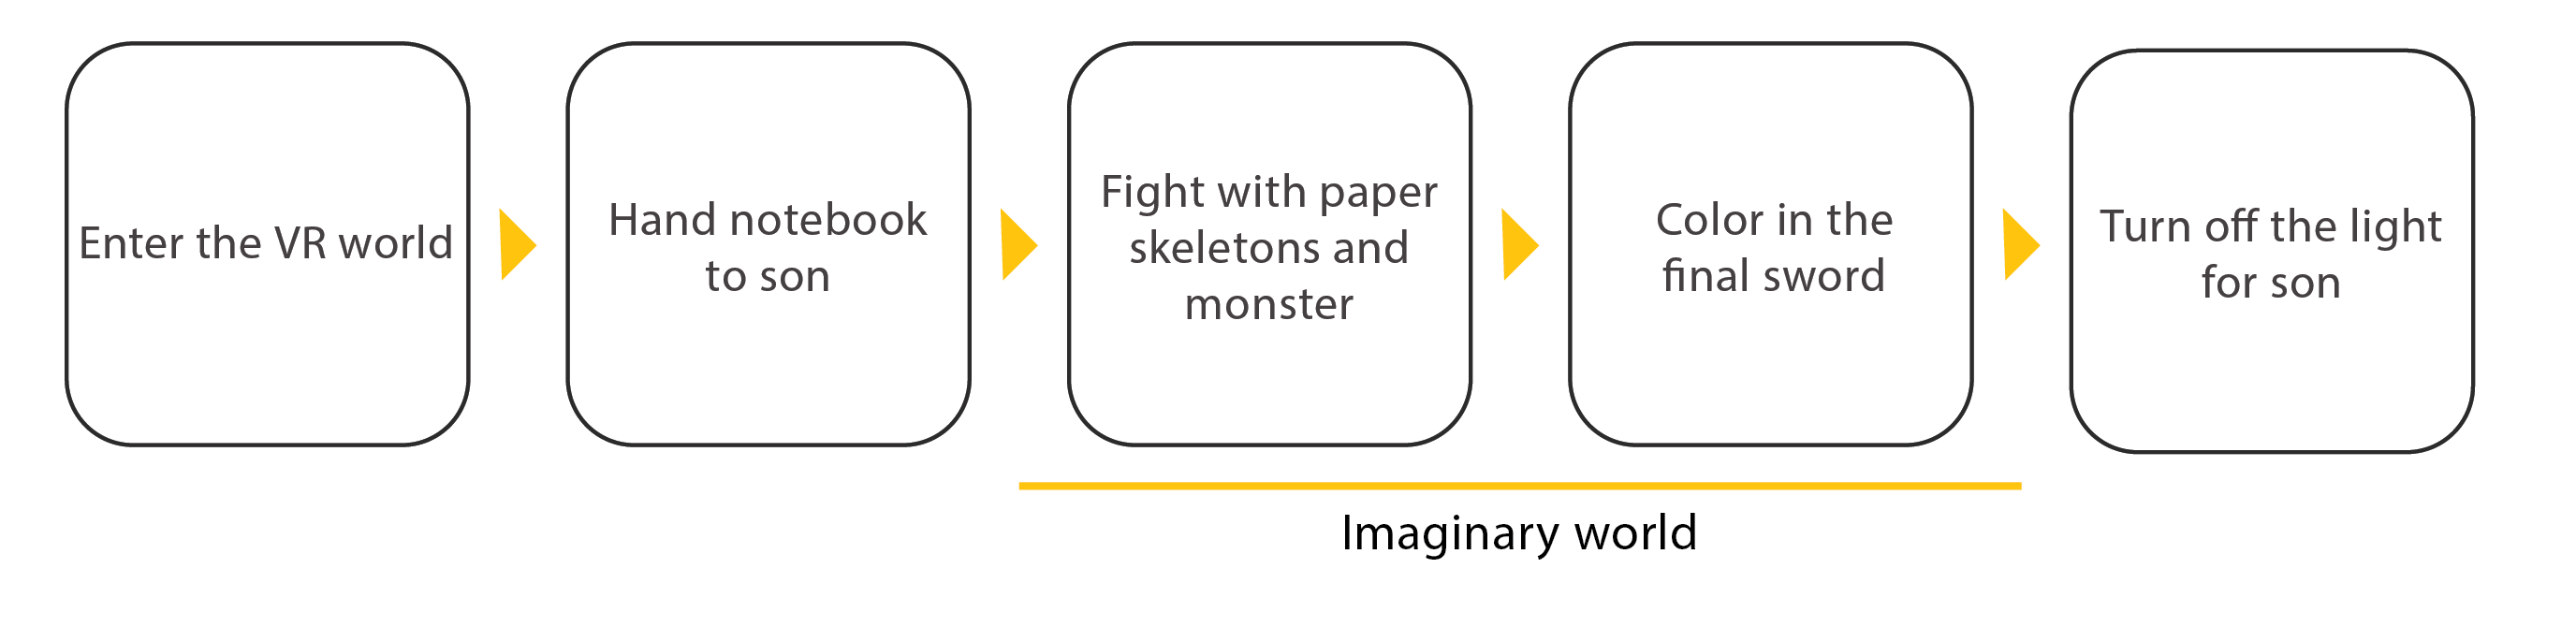 Enter the VR world
Hand notebook
to son
Fight with paper
skeletons and
monster
Color in the
final sword
Turn off the light
for son
Imaginary world